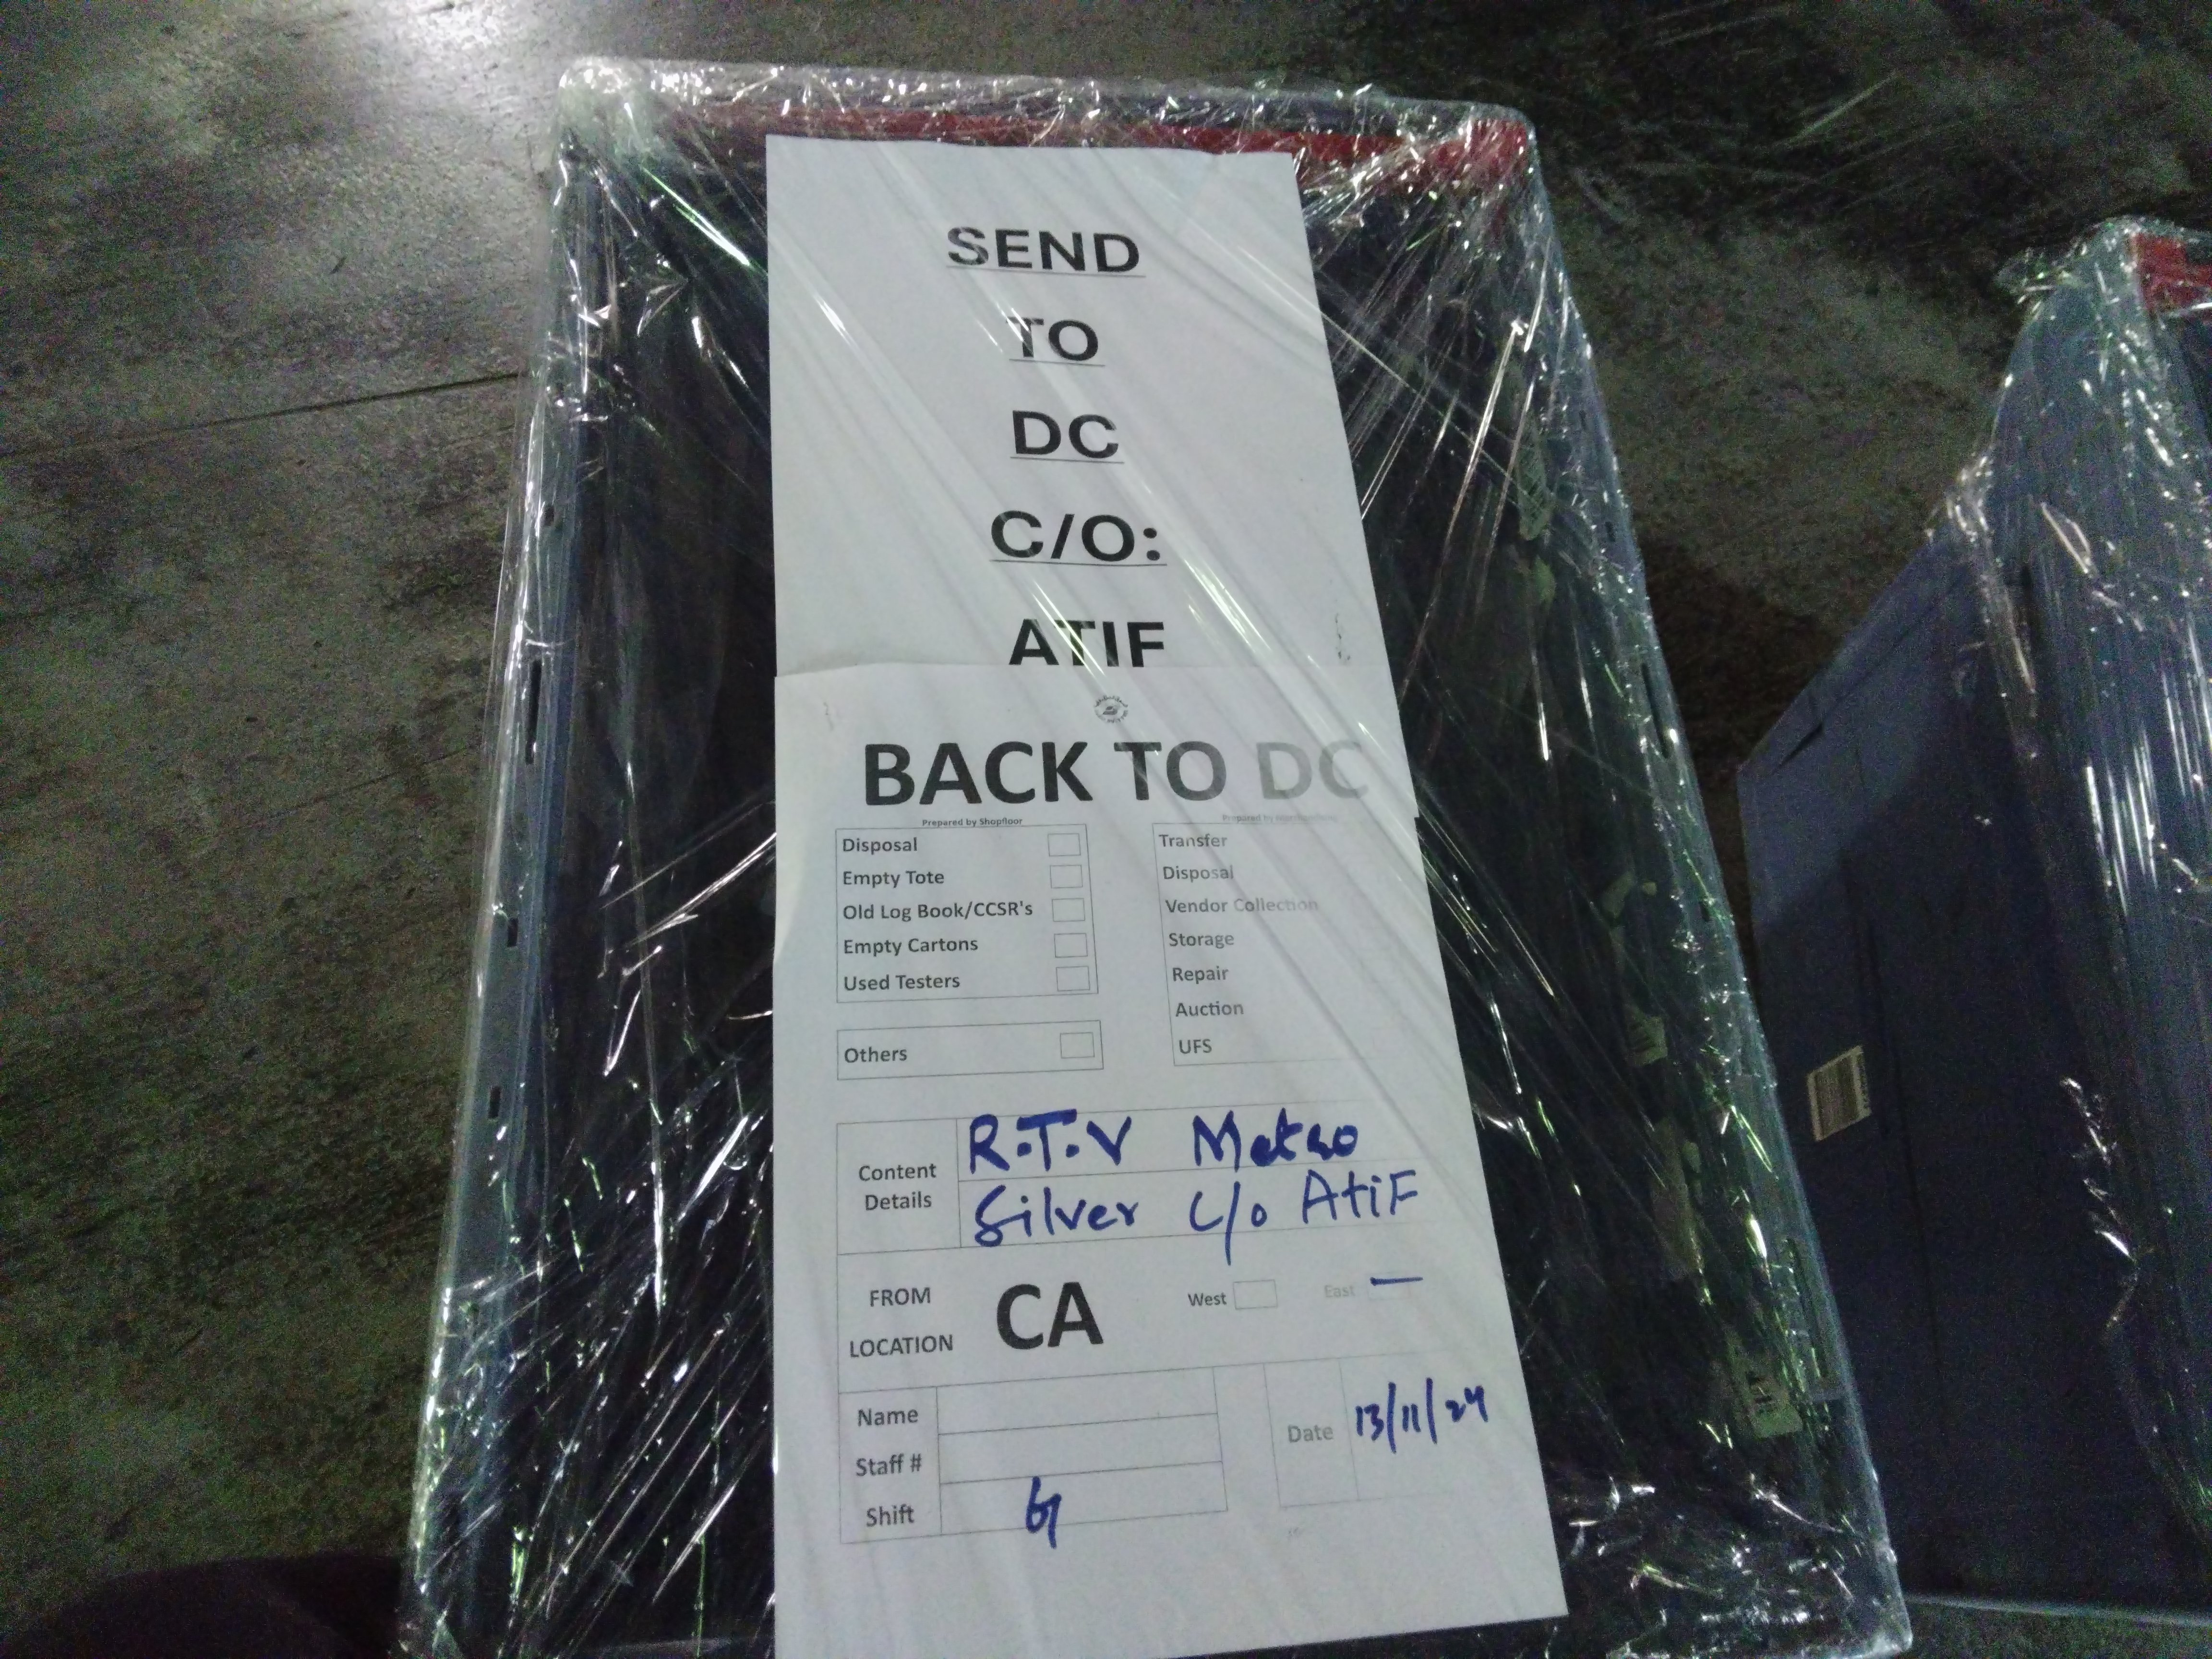 SEND
TO
DC
C/O:
ATIF
BACK TO DC
Prepared by Shopfloor
Disposal
Empty Tote
Old Log Book/CCSR's
Empty Cartons
Used Testers
Others
Prepared by
Transfer
Disposal
Vendor Collection
Storage
Repair
Auction
UFS
Content Details
R.T.V Metro
Silver c/o Atif
FROM LOCATION
CA
West
East
Name
Staff #
Shift
G
Date
13/11/24